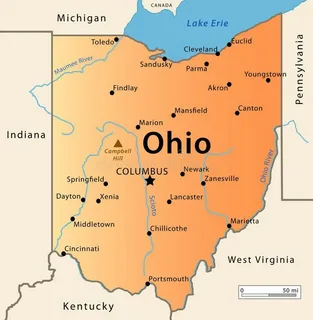 CANADA
Michigan
Lake Erie
Toledo
Euclid
Cleveland
Sandusky
Parma
Maumee River
Youngstown
Akron
Findlay
Pennsylvania
Mansfield
Canton
Marion
Indiana
Ohio
Campbell
Hill
COLUMBUS
Newark
Ohio River
Springfield
Zanesville
Dayton
Xenia
Lancaster
Scioto
Middletown
Marietta
Chillicothe
Cincinnati
West Virginia
Portsmouth
Kentucky
0 50 mi